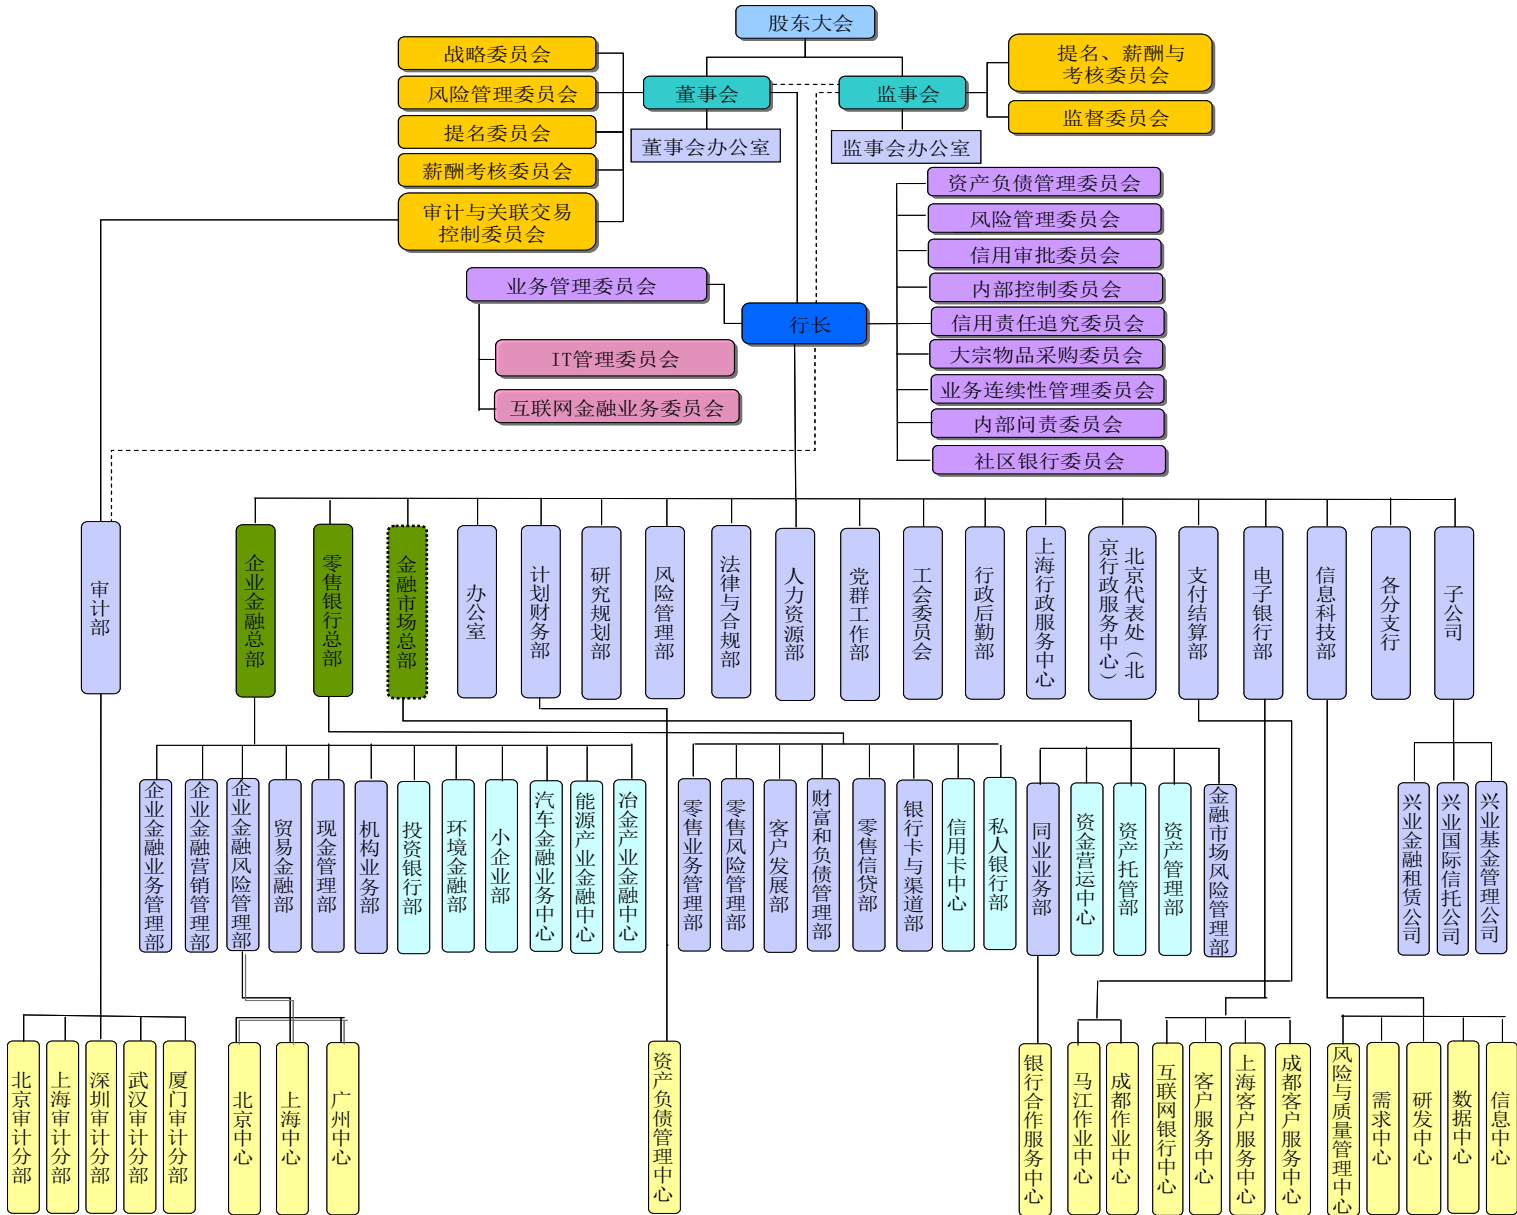 股东大会
战略委员会
风险管理委员会
提名委员会
薪酬考核委员会
审计与关联交易
控制委员会
董事会
监事会
董事会办公室
监事会办公室
提名、薪酬与
考核委员会
监督委员会
资产负债管理委员会
风险管理委员会
信用审批委员会
内部控制委员会
信用责任追究委员会
大宗物品采购委员会
业务连续性管理委员会
内部问责委员会
社区银行委员会
业务管理委员会
行长
IT管理委员会
互联网金融业务委员会
审计部
企业金融总部
零售银行总部
金融市场总部
办公室
计划财务部
研究规划部
风险管理部
法律与合规部
人力资源部
党群工作部
工会委员会
行政后勤部
上海行政服务中心
北京代表处（北
京行政服务中心）
支付结算部
电子银行部
信息科技部
各分支行
子公司
企业金融业务管理部
企业金融营销管理部
企业金融风险管理部
贸易金融部
现金管理部
机构业务部
投资银行部
环境金融部
小企业部
汽车金融业务中心
能源产业金融中心
冶金产业金融中心
零售业务管理部
零售风险管理部
客户发展部
财富和负债管理部
零售信贷部
银行卡与渠道部
信用卡中心
私人银行部
同业业务部
资金营运中心
资产托管部
资产管理部
金融市场风险管理部
兴业金融租赁公司
兴业国际信托公司
兴业基金管理公司
北京审计分部
上海审计分部
深圳审计分部
武汉审计分部
厦门审计分部
北京中心
上海中心
广州中心
资产负债管理中心
银行合作服务中心
马江作业中心
成都作业中心
互联网银行中心
客户服务中心
上海客户服务中心
成都客户服务中心
风险与质量管理中心
需求中心
研发中心
数据中心
信息中心